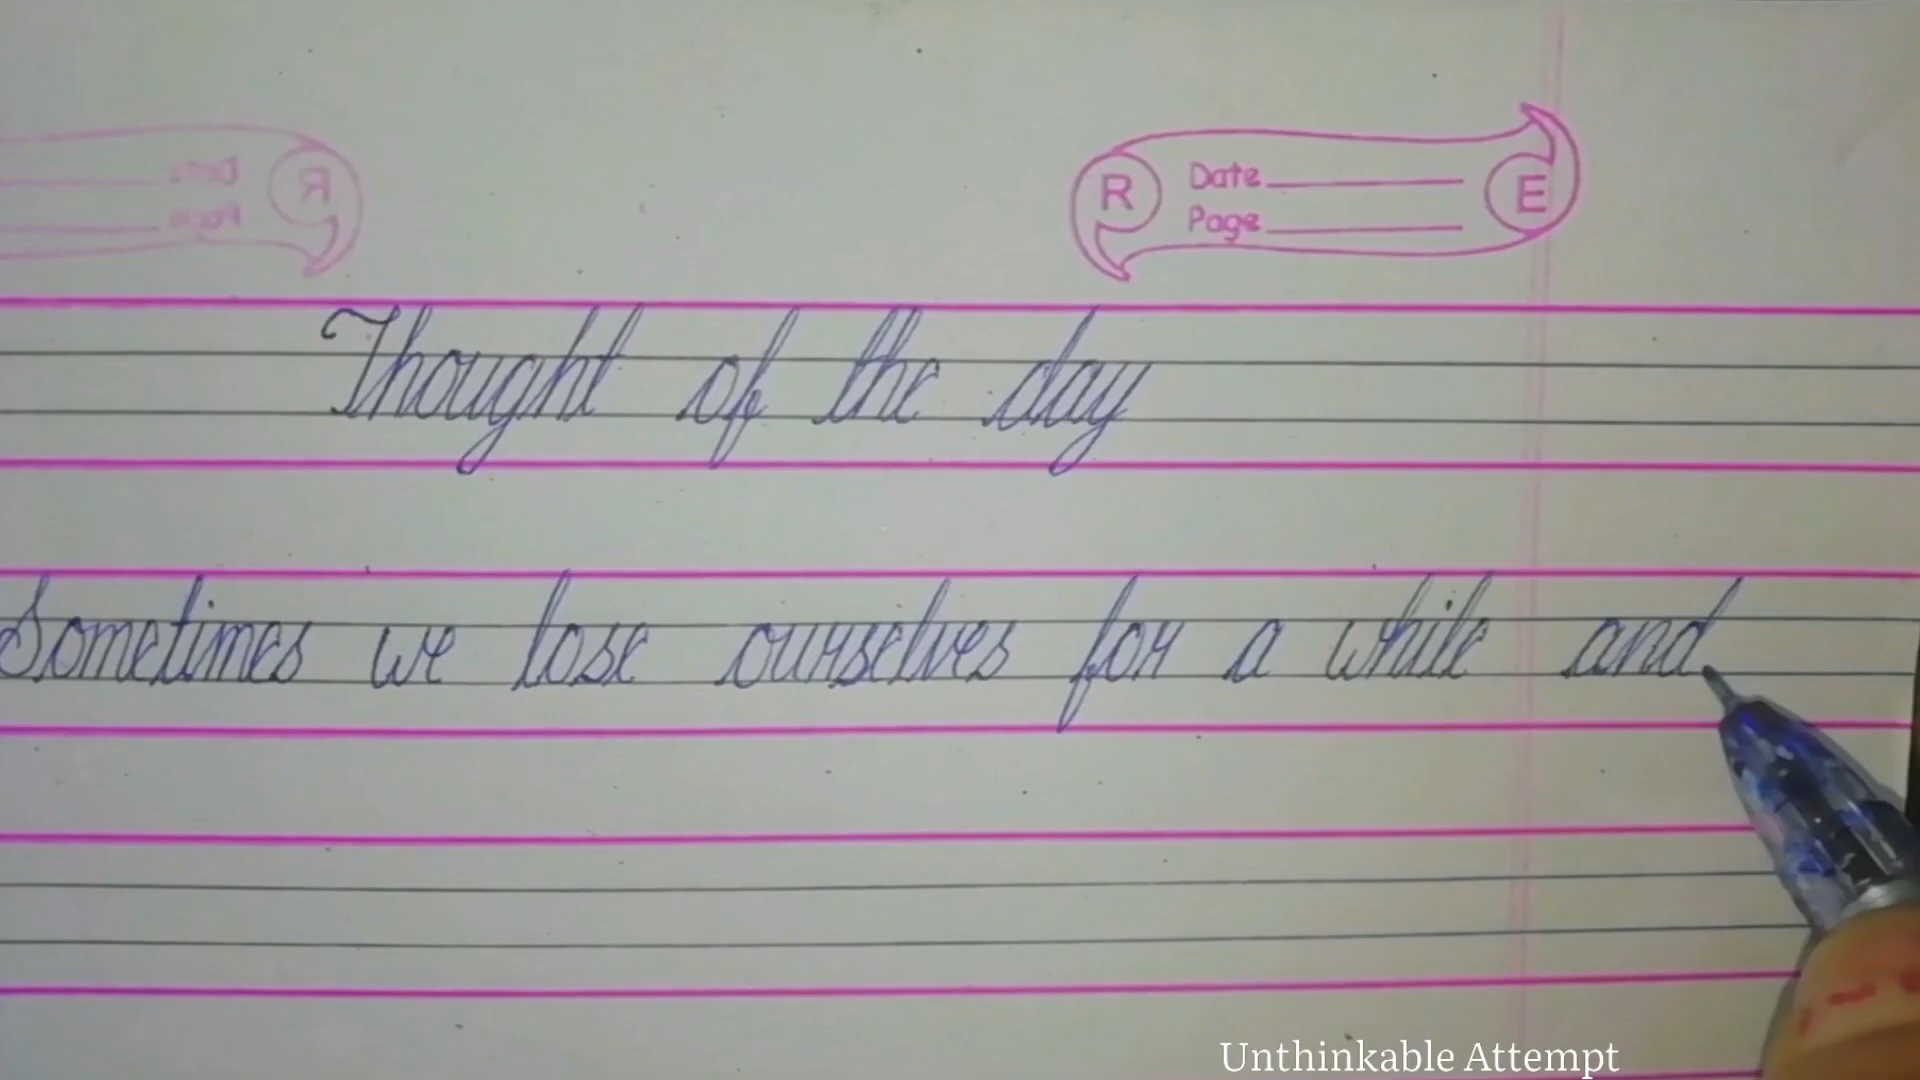 R Date E
Page
Thought of the day
Sometimes we lose ourselves for a while and
Unthinkable Attempt